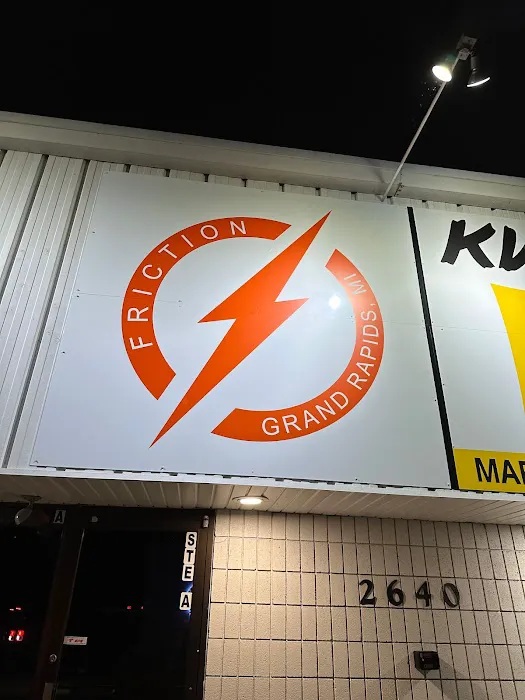 FRICTION
GRAND RAPIDS, MI
A
STE A
2640